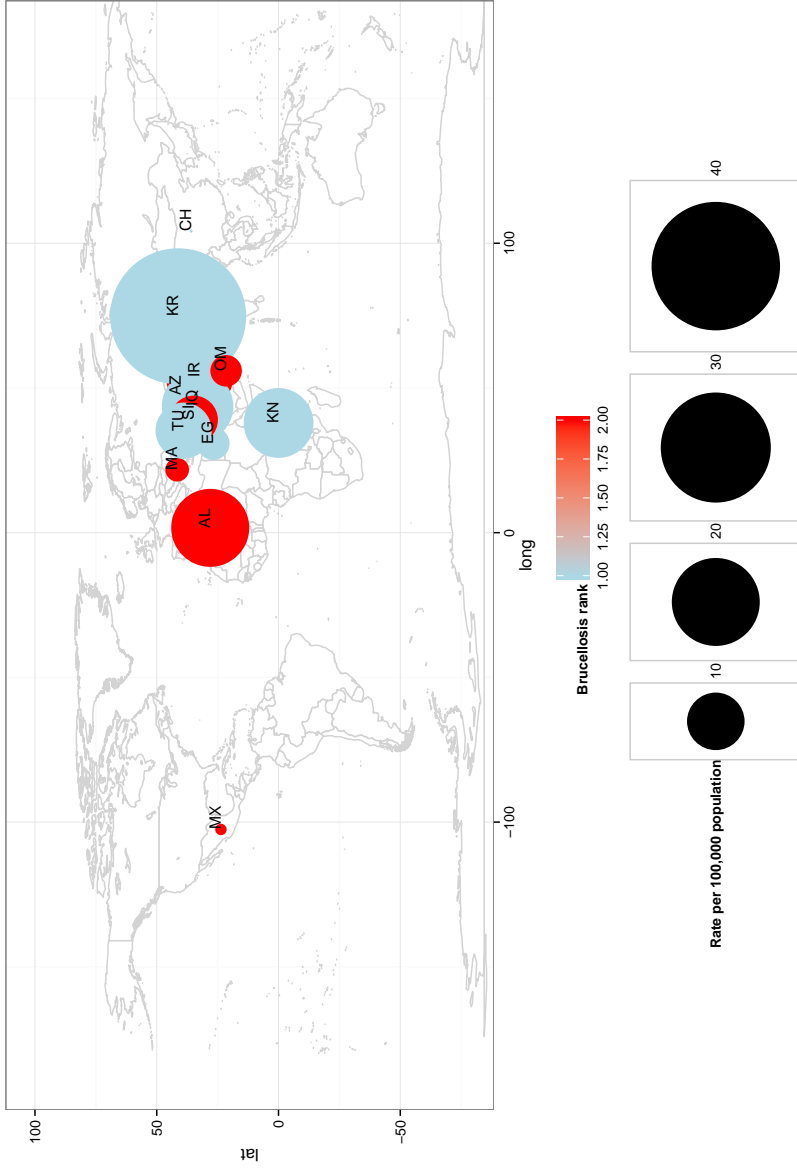 100
50
0
−50
lat
CH
KR
AZ
IR
OM
TU
EG
KN
MA
AL
MX
−100
0
100
long
Brucellosis rank
1.00
1.25
1.50
1.75
2.00
Rate per 100,000 population
10
20
30
40